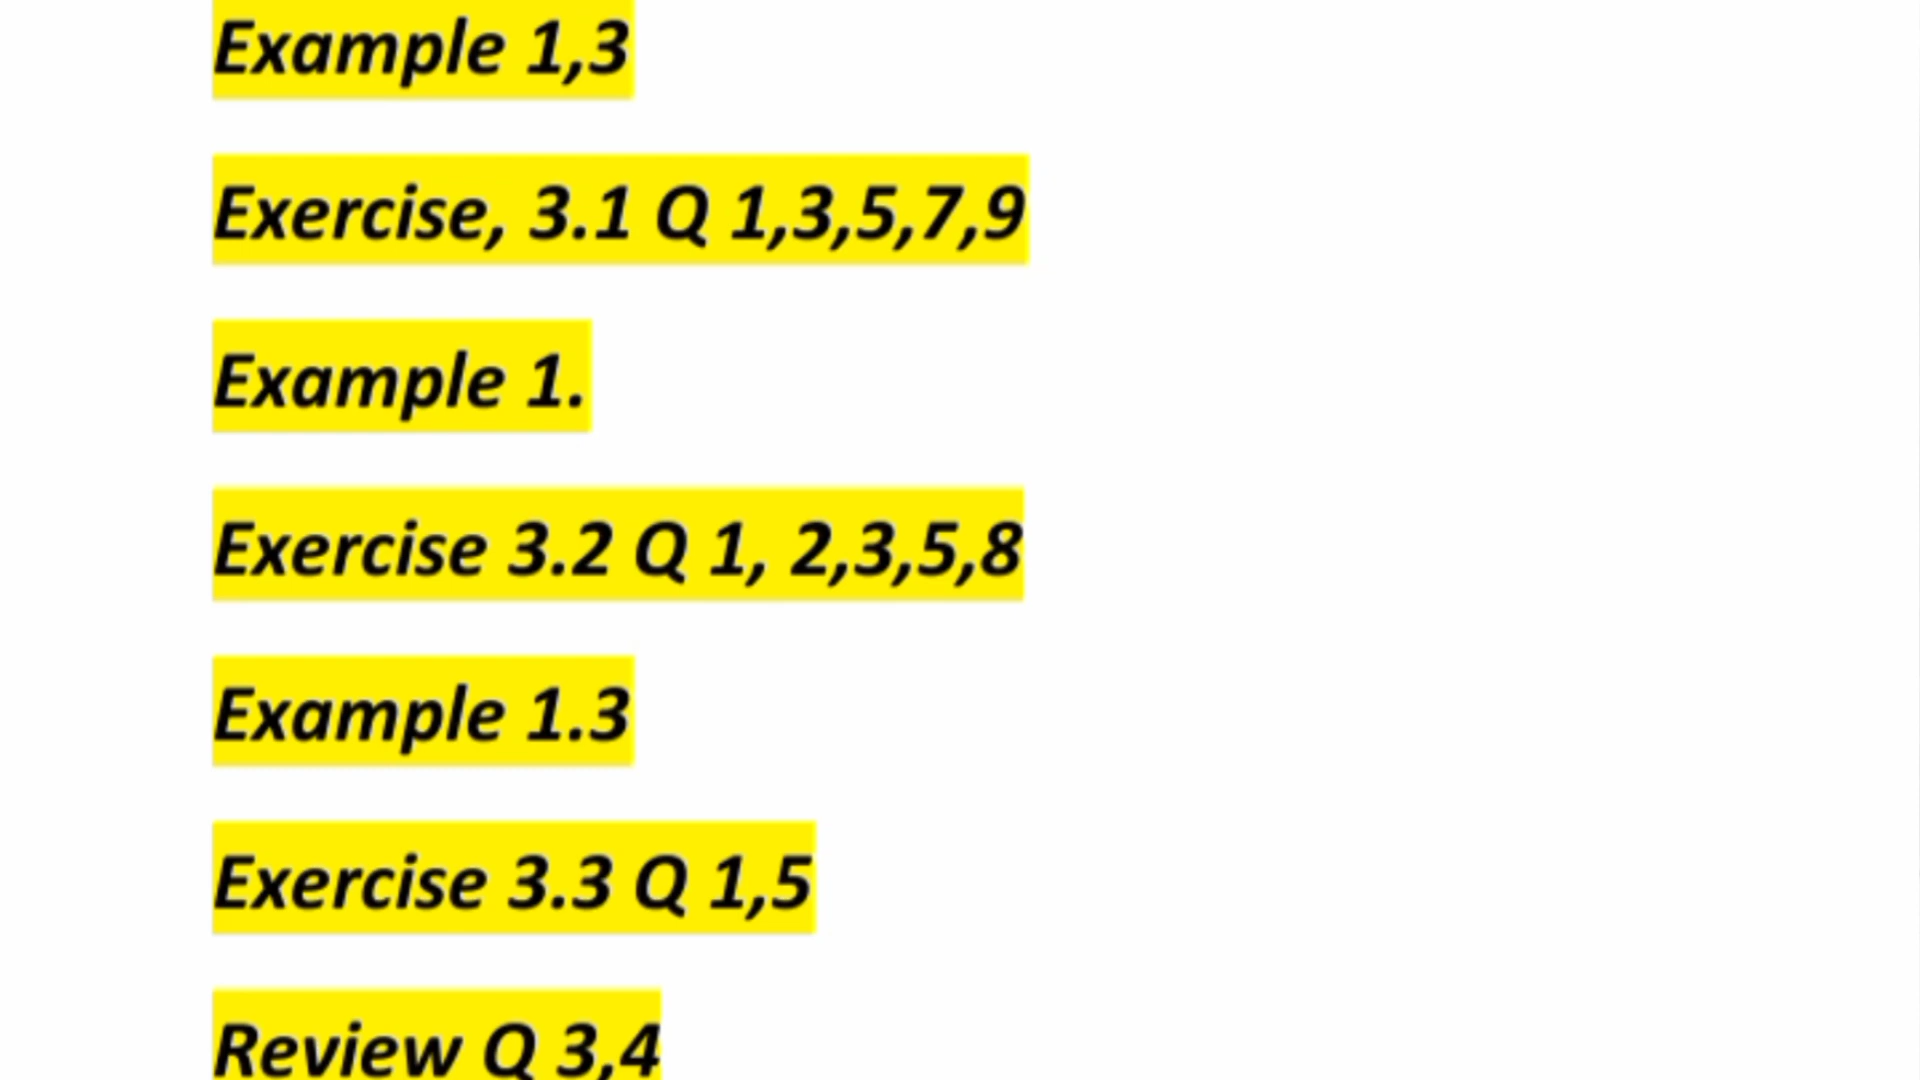 Example 1,3
Exercise, 3.1 Q 1,3,5,7,9
Example 1.
Exercise 3.2 Q 1, 2,3,5,8
Example 1.3
Exercise 3.3 Q 1,5
Review Q 3,4